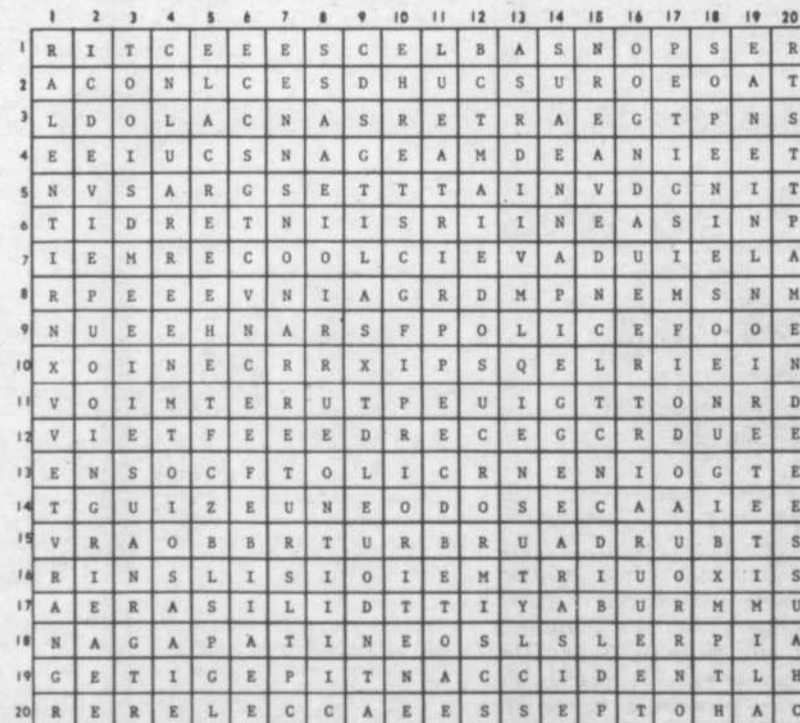 1 2 3 4 5 6 7 8 9 10 11 12 13 14 15 16 17 18 19 20
1 R I T C E E E S C E L B A S N O P S E R
2 A C O N L C E S D H U C S U R O E O A T
3 L D O L A C N A S R E T R A E G T P N S
4 E E I U C S N A G E A M D E A N I E E T
5 N V S A R G S E T T T A I N V D G N I T
6 T I D R E T N I I S R I I N E A S I N P
7 I E M R E C O O L C I E V A D U I E L A
8 R P E E E V N I A G R D M P N E M S N M
9 N U E E H N A R S F P O L I C E F O O E
10 X O I N E C R R X I P S Q E L R I E I N
11 V O I M T E R U T P E U I G T T O N R D
12 V I E T F E E E D R E C E G C R D U E E
13 E N S O C F T O L I C R N E N I O G T E
14 T G U I Z E U N E O D O S E C A A I E E
15 V R A O B B R T U R B R U A D R U B T S
16 R I N S L I S I O I E M T R I U O X I S
17 A E R A S I L I D T T I Y A B U R M M U
18 N A G A P A T I N E O S L S L E R P I A
19 G E T I G E P I T N A C C I D E N T L H
20 R E R E L E C C A E E S S E P T O H A C